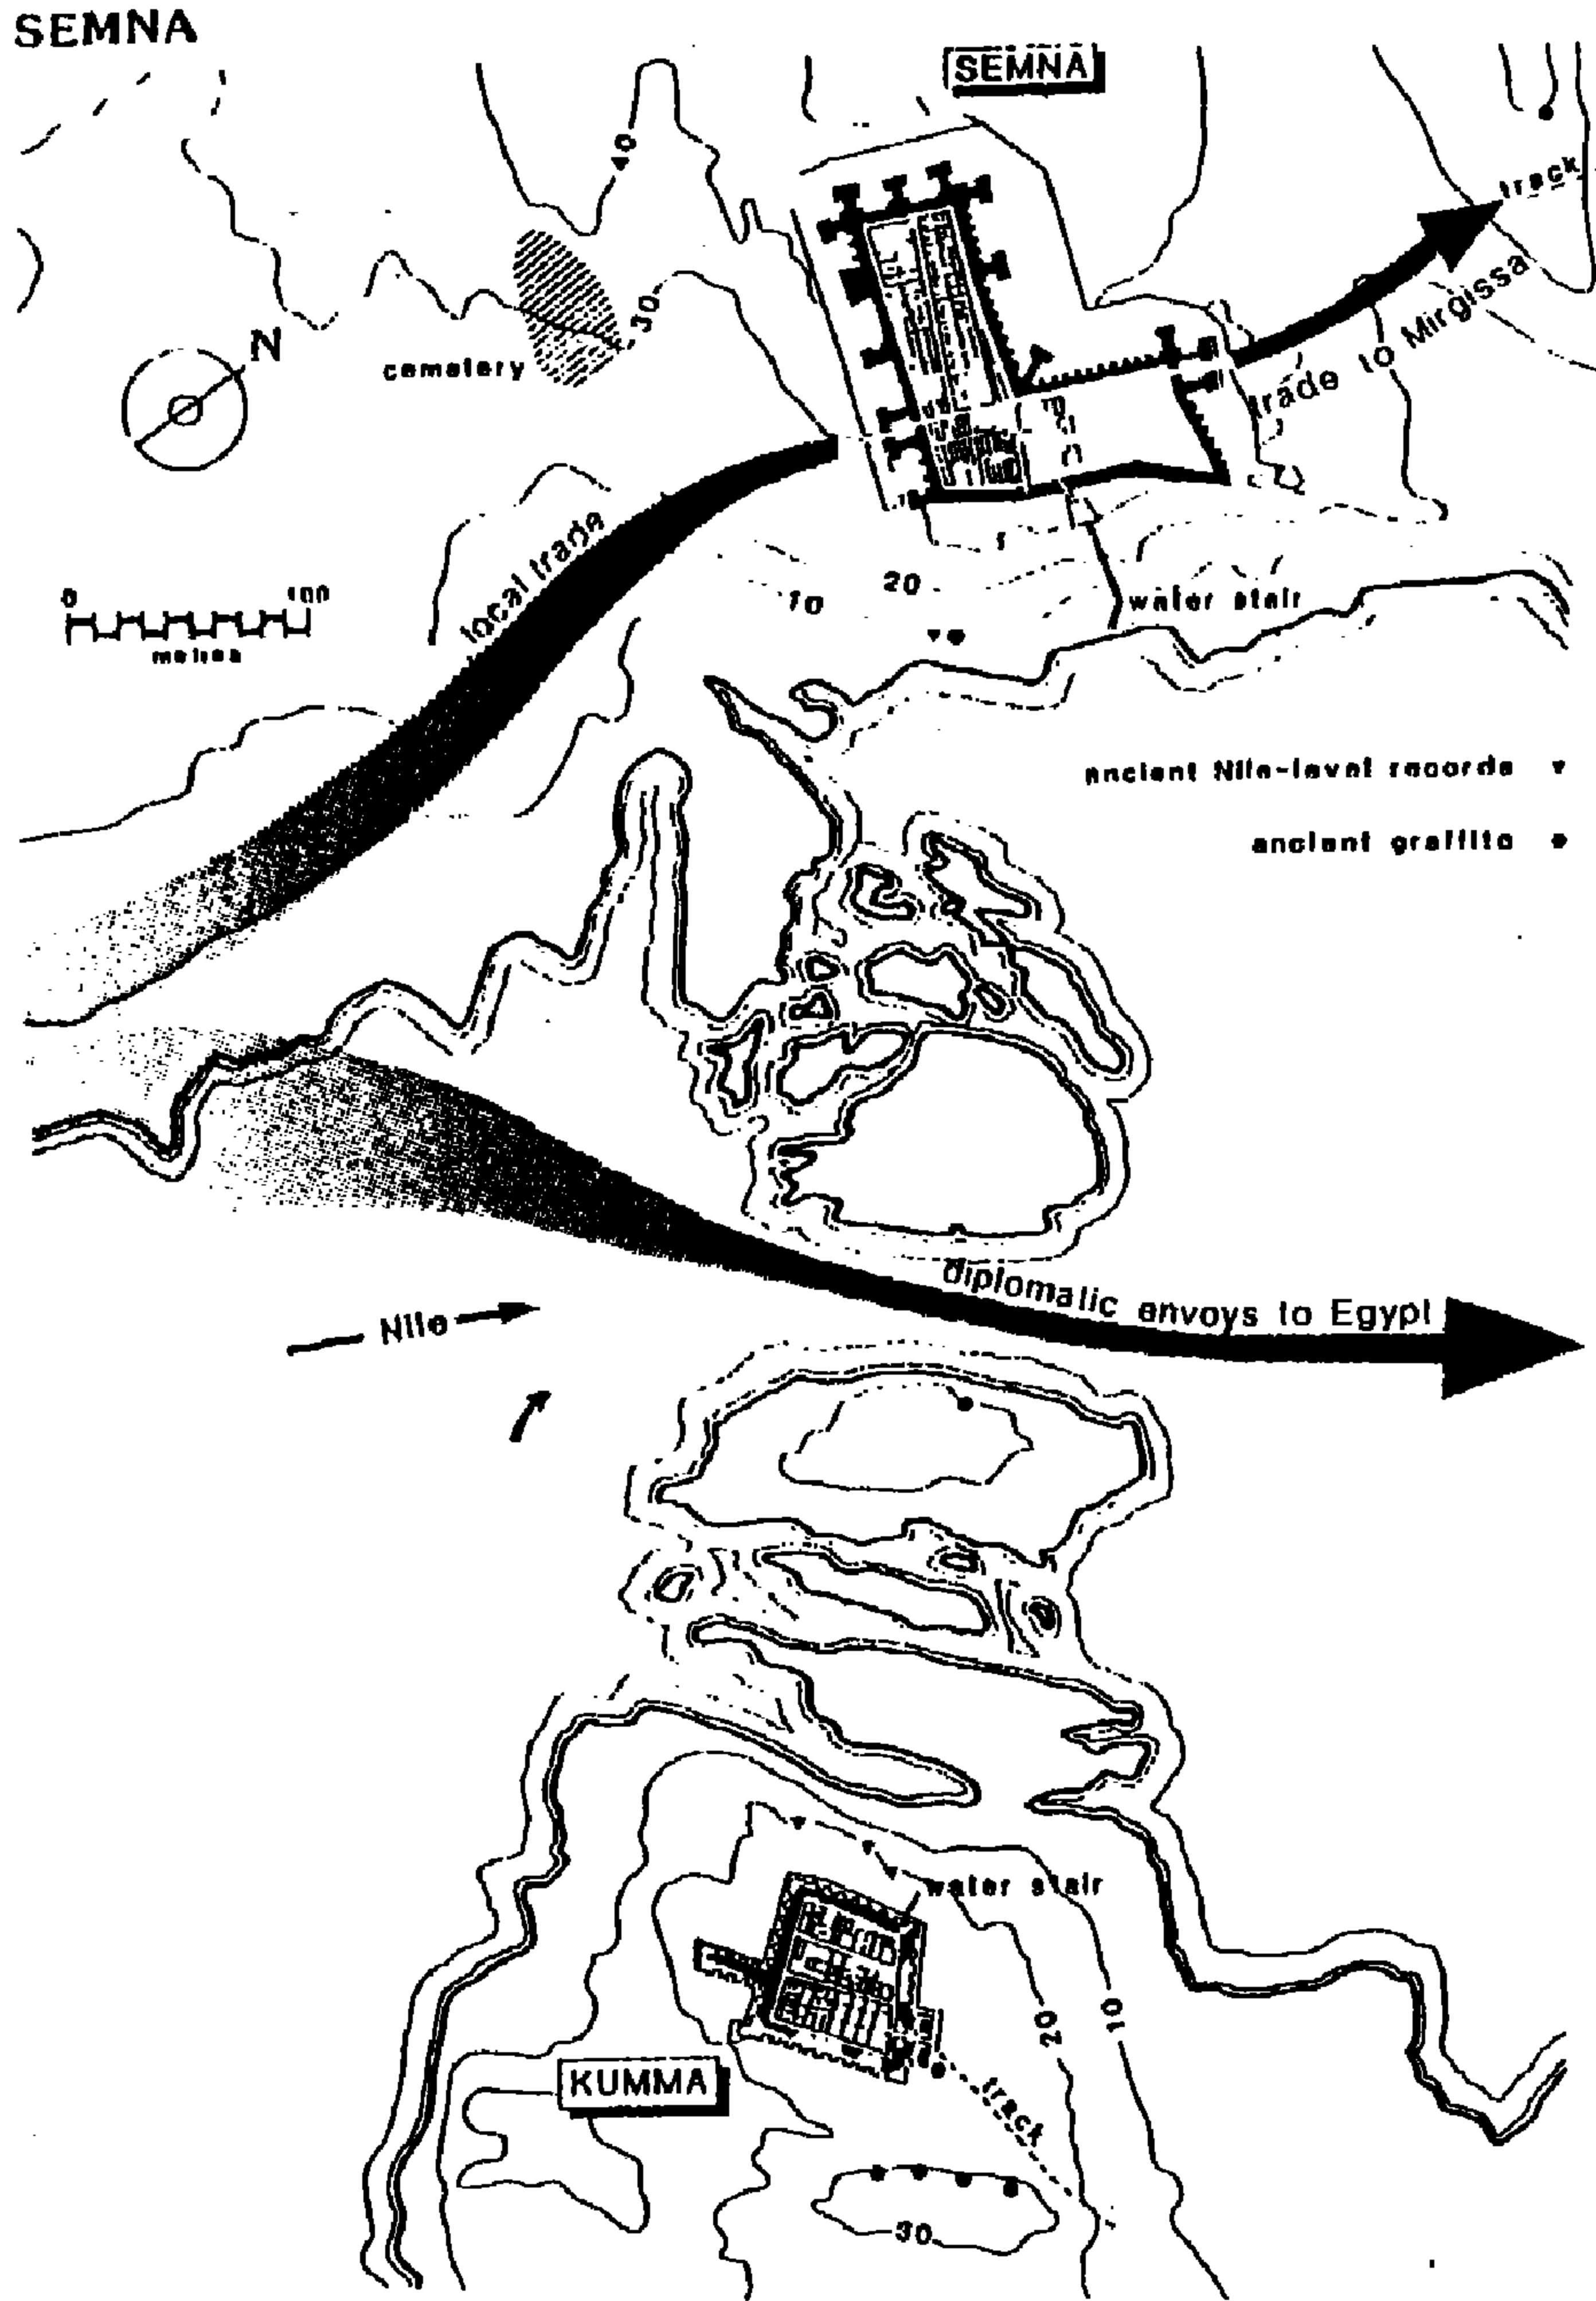 SEMNA
SEMNA
40
track
N
30
cemetery
trade to Mirgissa
local trade
0 100
metres
20
10
water stair
ancient Nile-level records
ancient graffito
diplomatic envoys to Egypt
Nile
water stair
20
10
KUMMA
track
30